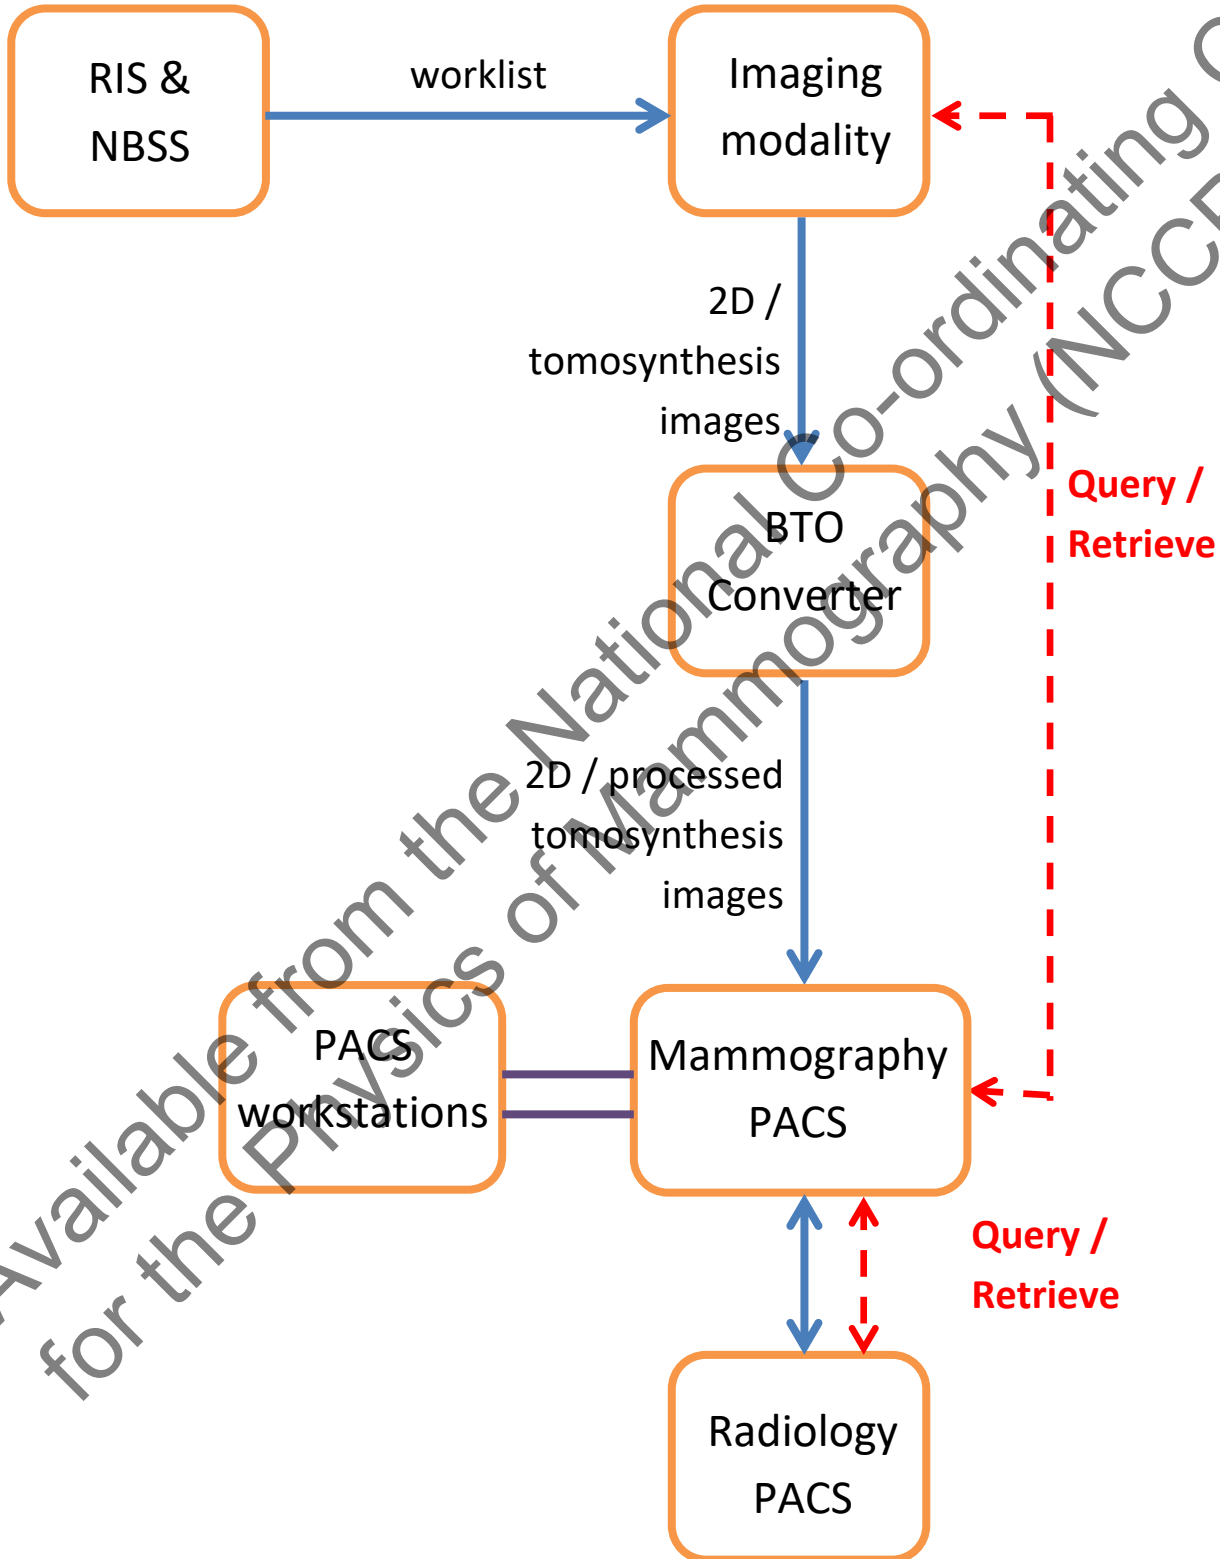 RIS &
NBSS
worklist
Imaging
modality
2D /
tomosynthesis
images
Query /
Retrieve
BTO
Converter
2D / processed
tomosynthesis
images
PACS
workstations
Mammography
PACS
Query /
Retrieve
Radiology
PACS
Available from the National Co-ordinating
for the Physics of Mammography